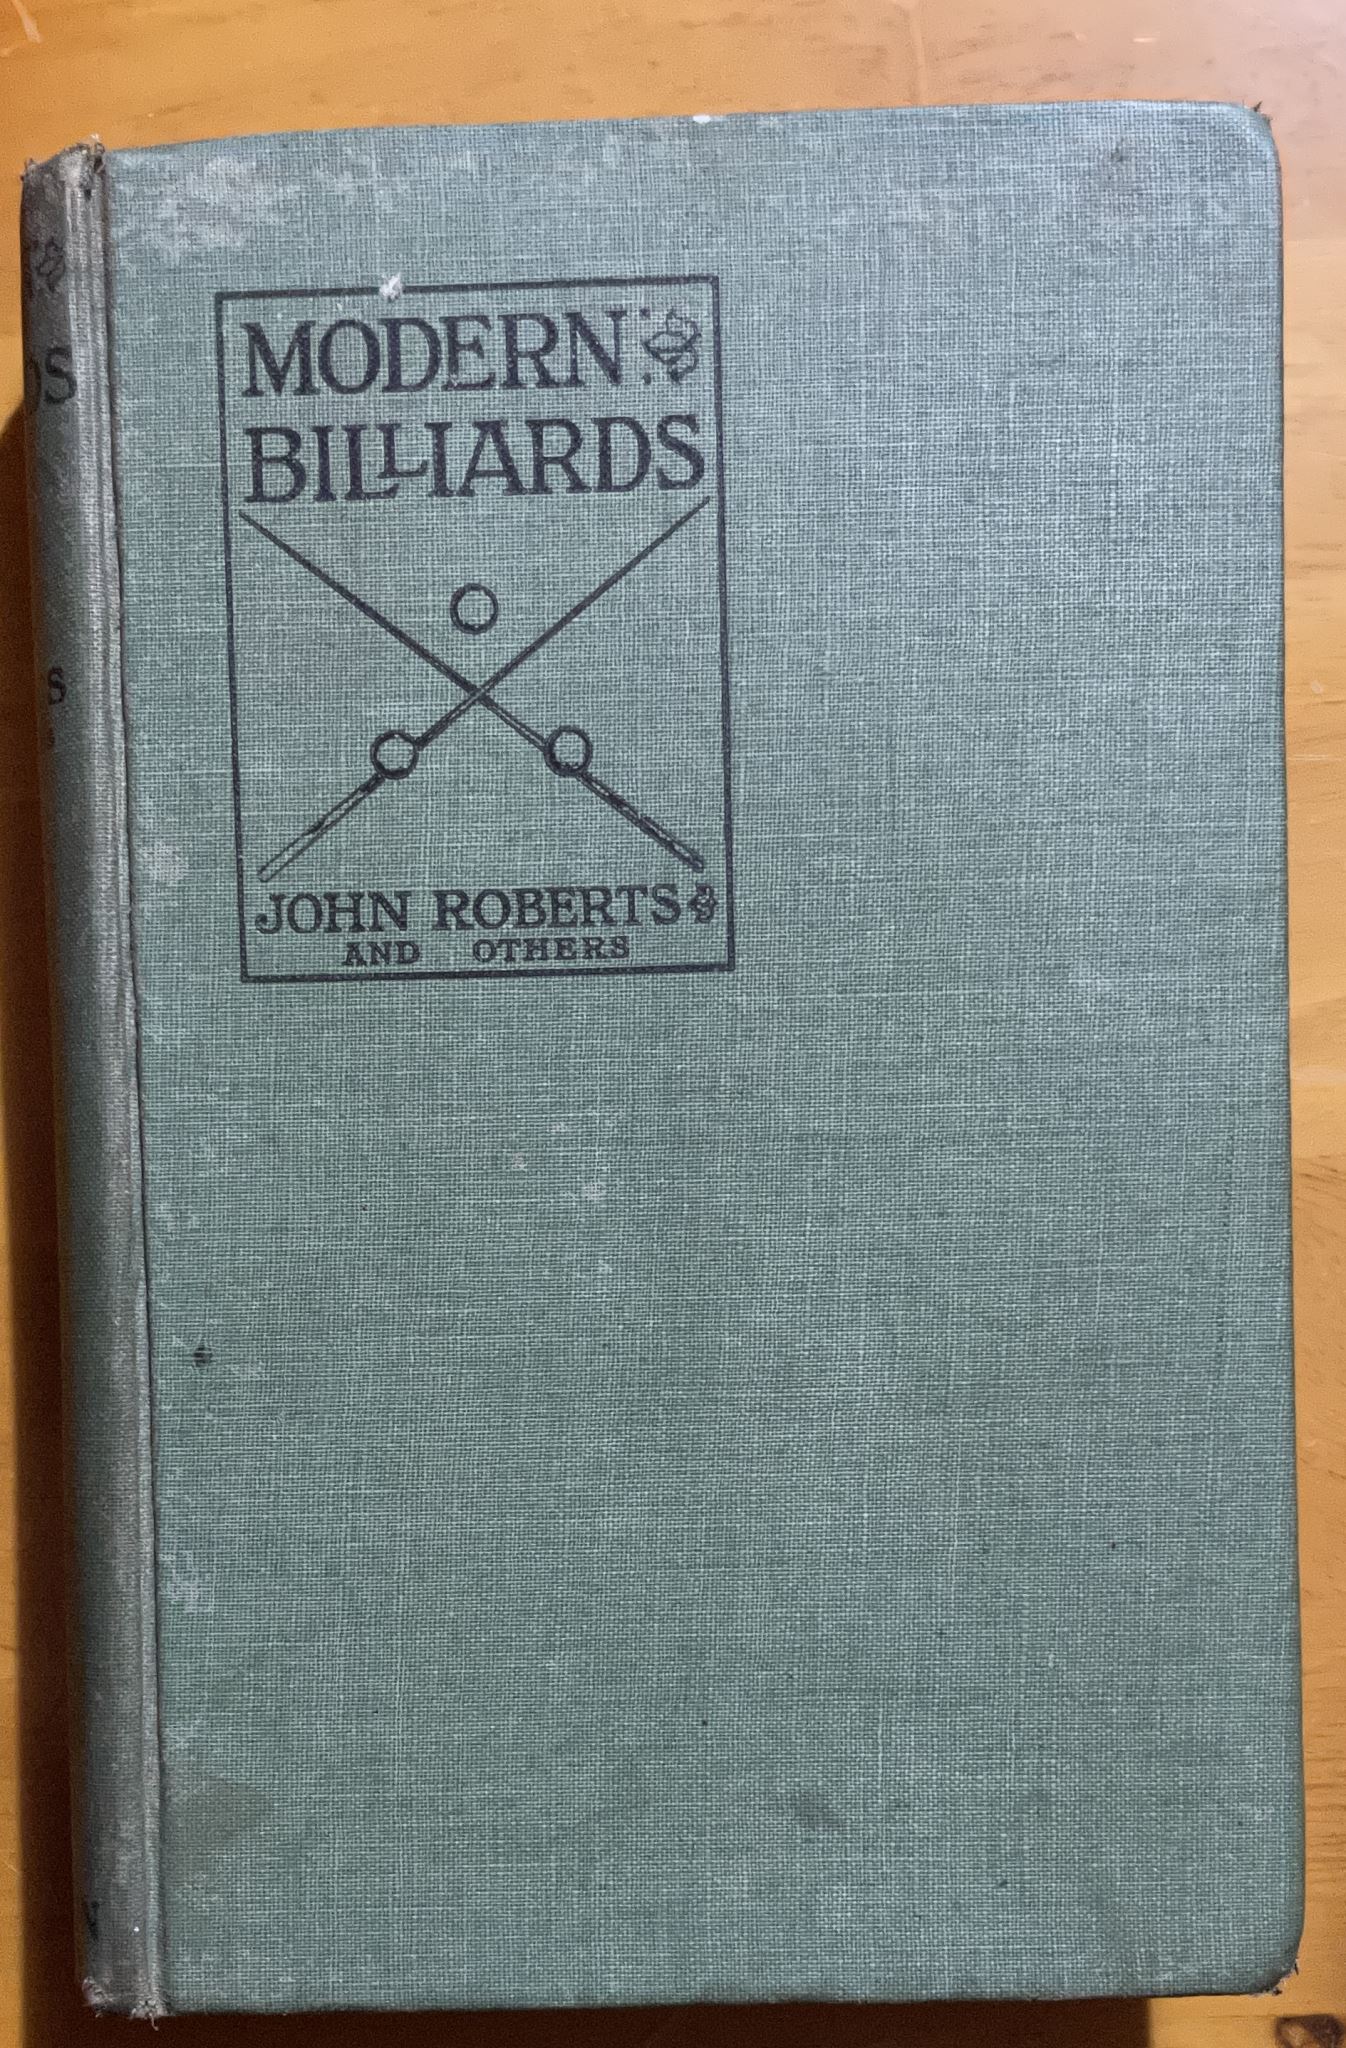 MODERN
BILLIARDS
JOHN ROBERTS
AND OTHERS